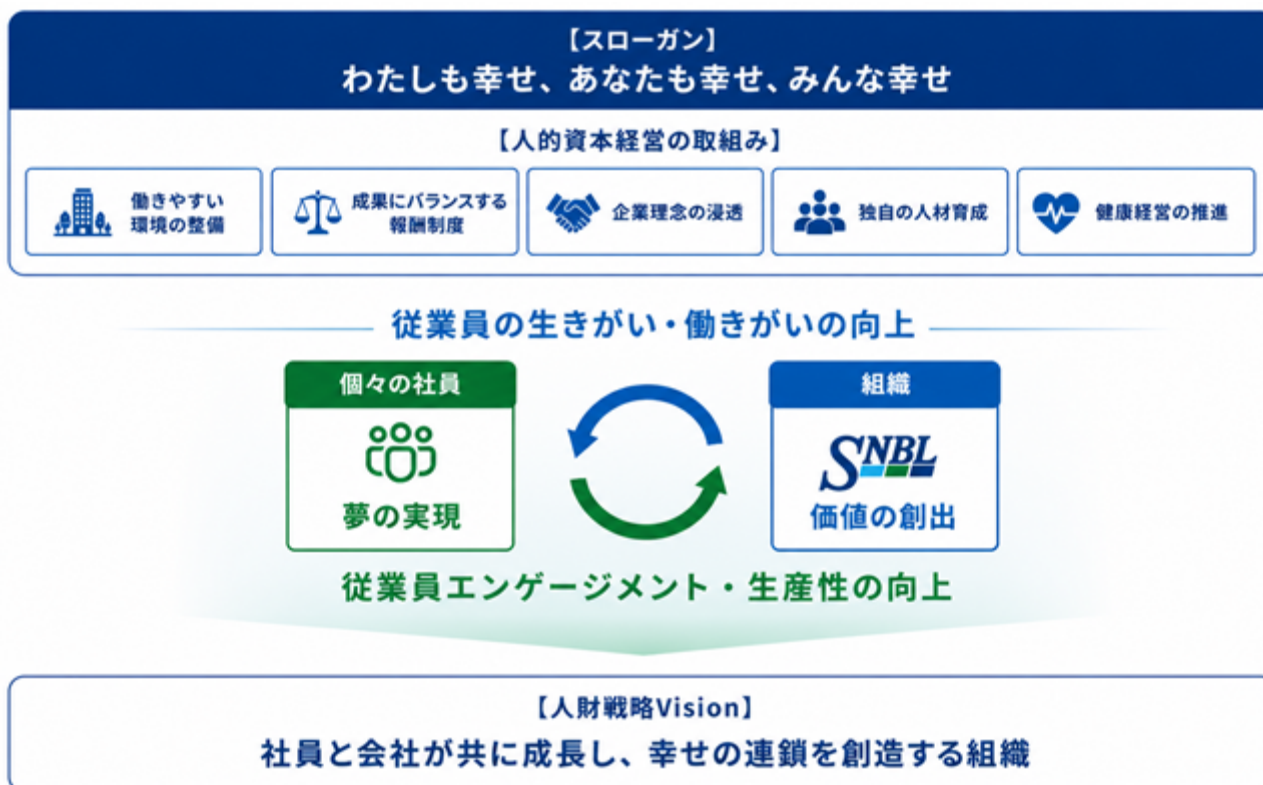 【スローガン】
わたしも幸せ、あなたも幸せ、みんな幸せ
【人的資本経営の取組み】
働きやすい
環境の整備
成果にバランスする
報酬制度
企業理念の浸透
独自の人材育成
健康経営の推進
従業員の生きがい・働きがいの向上
個々の社員
夢の実現
組織
SNBL
価値の創出
従業員エンゲージメント・生産性の向上
【人財戦略Vision】
社員と会社が共に成長し、幸せの連鎖を創造する組織